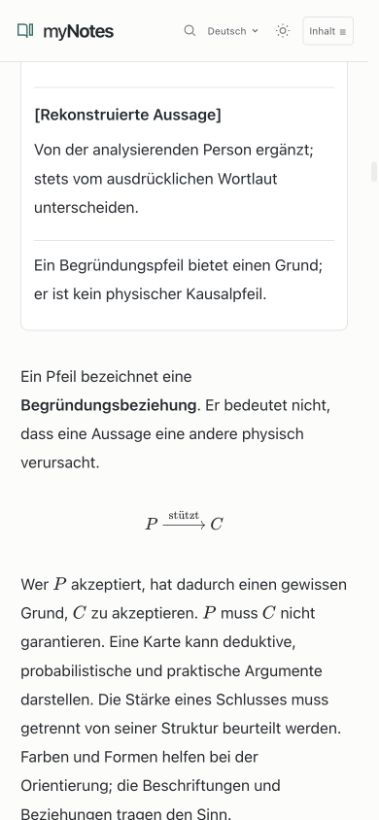 myNotes
Deutsch
Inhalt ≡
[Rekonstruierte Aussage]
Von der analysierenden Person ergänzt;
stets vom ausdrücklichen Wortlaut
unterscheiden.
Ein Begründungspfeil bietet einen Grund;
er ist kein physischer Kausalpfeil.
Ein Pfeil bezeichnet eine
Begründungsbeziehung. Er bedeutet nicht,
dass eine Aussage eine andere physisch
verursacht.
stützt
P ⟶ C
Wer P akzeptiert, hat dadurch einen gewissen
Grund, C zu akzeptieren. P muss C nicht
garantieren. Eine Karte kann deduktive,
probabilistische und praktische Argumente
darstellen. Die Stärke eines Schlusses muss
getrennt von seiner Struktur beurteilt werden.
Farben und Formen helfen bei der
Orientierung; die Beschriftungen und
Beziehungen tragen den Sinn.